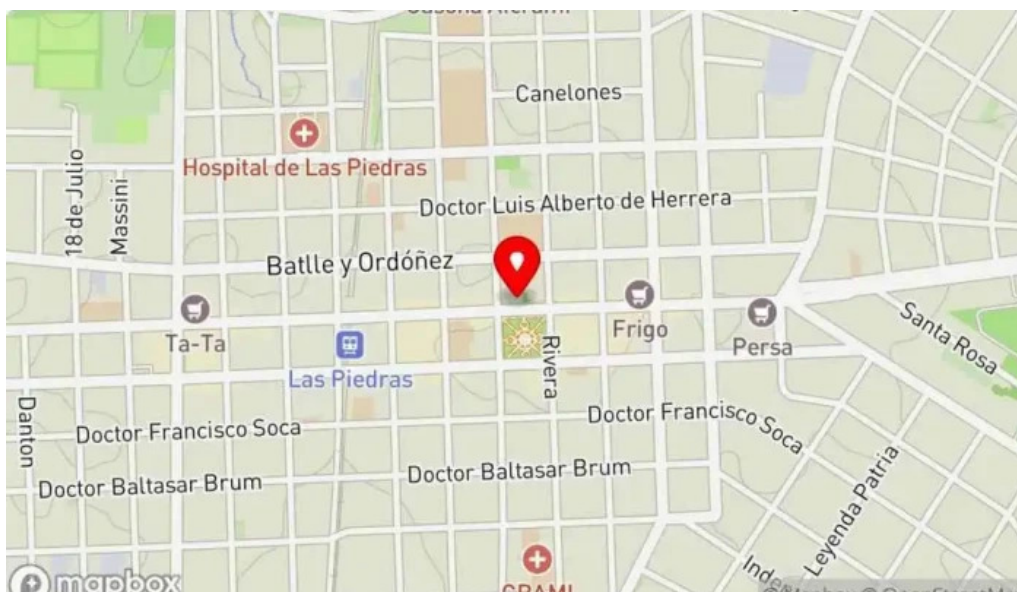 Canelones
Hospital de Las Piedras
18 de Julio
Massini
Doctor Luis Alberto de Herrera
Batlle y Ordóñez
Ta-Ta
Las Piedras
Rivera
Frigo
Persa
Santa Rosa
Danton
Doctor Francisco Soca
Doctor Francisco Soca
Doctor Baltasar Brum
Doctor Baltasar Brum
Leyenda Patria
CRAMI
mapbox